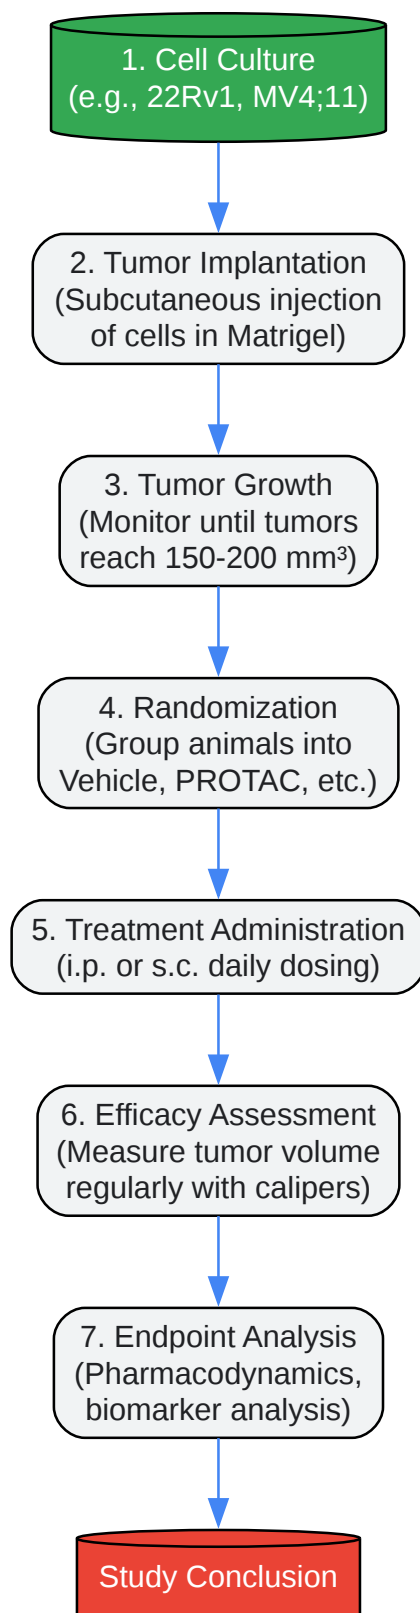 1. Cell Culture
(e.g., 22Rv1, MV4;11)
2. Tumor Implantation
(Subcutaneous injection
of cells in Matrigel)
3. Tumor Growth
(Monitor until tumors
reach 150-200 mm³)
4. Randomization
(Group animals into
Vehicle, PROTAC, etc.)
5. Treatment Administration
(i.p. or s.c. daily dosing)
6. Efficacy Assessment
(Measure tumor volume
regularly with calipers)
7. Endpoint Analysis
(Pharmacodynamics,
biomarker analysis)
Study Conclusion